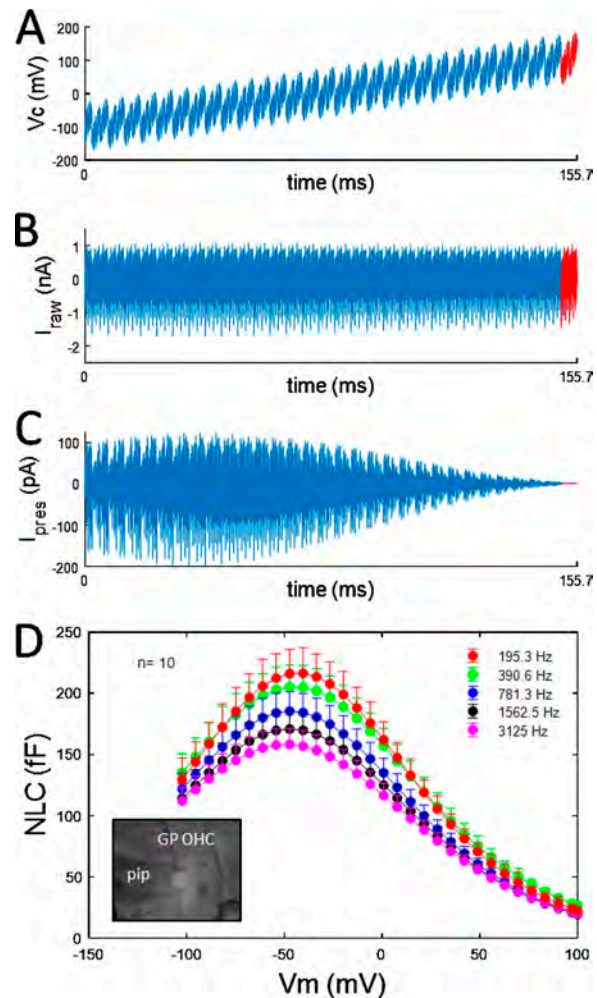 A
Vc (mV)
200
100
0
-100
-200
0
time (ms)
155.7
B
I_raw (nA)
1
0
-1
-2
0
time (ms)
155.7
C
I_pres (pA)
100
0
-100
-200
0
time (ms)
155.7
D
NLC (fF)
250
200
150
100
50
0
n= 10
195.3 Hz
390.6 Hz
781.3 Hz
1562.5 Hz
3125 Hz
GP OHC
pip
-150
-100
-50
0
50
100
Vm (mV)